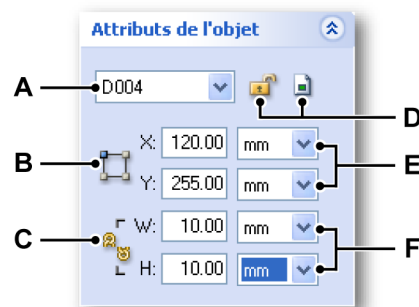 Attributs de l'objet
A D004 D
B X: 120.00 mm E
Y: 255.00 mm
C W: 10.00 mm F
H: 10.00 mm